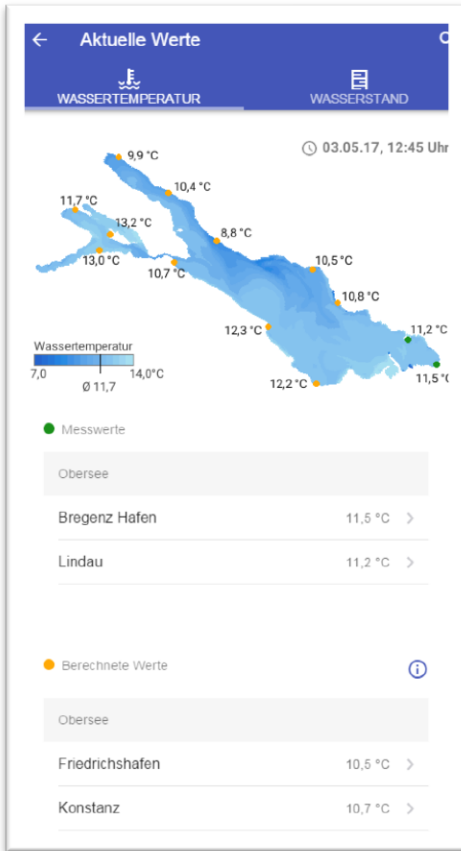 Aktuelle Werte
WASSERTEMPERATUR
WASSERSTAND
03.05.17, 12:45 Uhr
9,9 °C
10,4 °C
11,7 °C
13,2 °C
8,8 °C
13,0 °C
10,7 °C
10,5 °C
10,8 °C
12,3 °C
11,2 °C
Wassertemperatur
7,0
14,0°C
Ø 11,7
12,2 °C
11,5 °C
Messwerte
Obersee
Bregenz Hafen 11,5 °C
Lindau 11,2 °C
Berechnete Werte
Obersee
Friedrichshafen 10,5 °C
Konstanz 10,7 °C